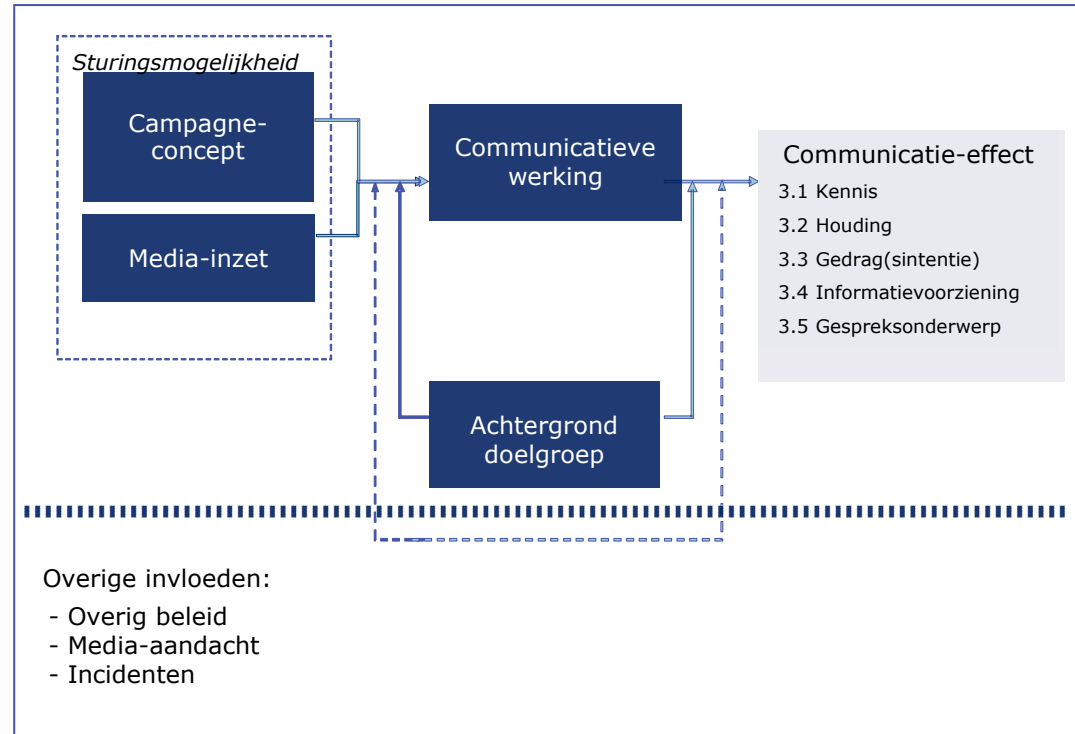 Sturingsmogelijkheid
Campagne-
concept
Media-inzet
Communicatieve
werking
Achtergrond
doelgroep
Communicatie-effect
3.1 Kennis
3.2 Houding
3.3 Gedrag(sintentie)
3.4 Informatievoorziening
3.5 Gespreksonderwerp
Overige invloeden:
- Overig beleid
- Media-aandacht
- Incidenten